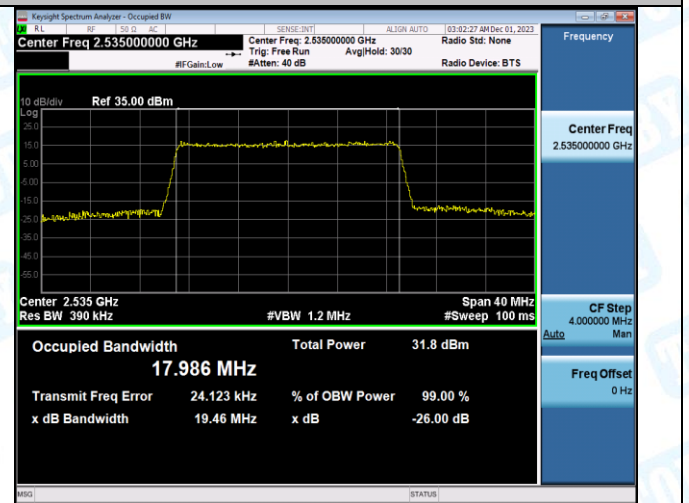 Keysight Spectrum Analyzer - Occupied BW
RL RF 50 Ω AC SENSE:INT ALIGN AUTO 03:02:27 AM Dec 01, 2023
Center Freq 2.535000000 GHz
Center Freq: 2.535000000 GHz
Radio Std: None
Trig: Free Run Avg|Hold: 30/30
#IFGain:Low #Atten: 40 dB Radio Device: BTS
Frequency
10 dB/div Ref 35.00 dBm
Log
25.0
15.0
5.00
-5.00
-15.0
-25.0
-35.0
-45.0
-55.0
Center Freq
2.535000000 GHz
Center 2.535 GHz Span 40 MHz
Res BW 390 kHz #VBW 1.2 MHz #Sweep 100 ms
CF Step
4.000000 MHz
Auto Man
Occupied Bandwidth Total Power 31.8 dBm
17.986 MHz
Freq Offset
0 Hz
Transmit Freq Error 24.123 kHz % of OBW Power 99.00 %
x dB Bandwidth 19.46 MHz x dB -26.00 dB
MSG STATUS